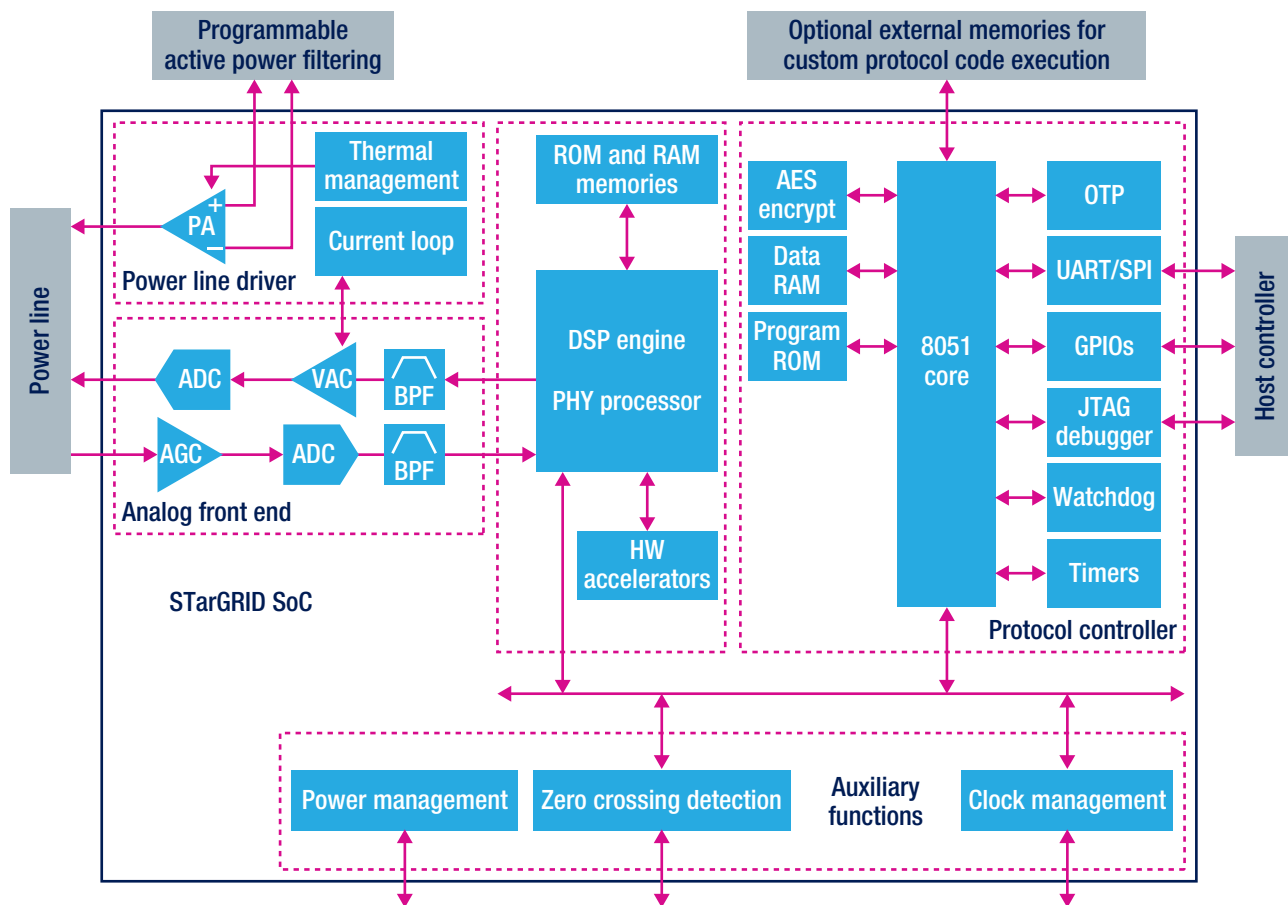 Programmable
active power filtering
Optional external memories for
custom protocol code execution
Thermal
management
PA
+
–
Current loop
Power line driver
Power line
ADC
VAC
BPF
AGC
ADC
BPF
Analog front end
STarGRID SoC
ROM and RAM
memories
DSP engine
PHY processor
HW
accelerators
AES
encrypt
Data
RAM
Program
ROM
8051
core
OTP
UART/SPI
GPIOs
JTAG
debugger
Watchdog
Timers
Protocol controller
Host controller
Power management
Zero crossing detection
Auxiliary
functions
Clock management